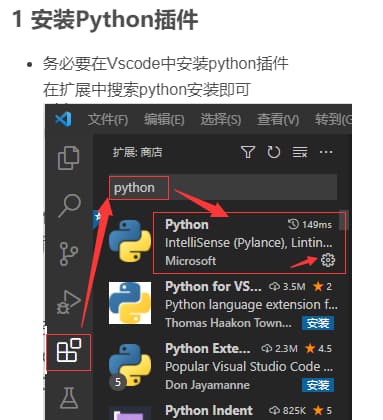 1 安装Python插件
务必要在Vscode中安装python插件
在扩展中搜索python安装即可
文件(F) 编辑(E) 选择(S) 查看(V) 转到(G
扩展: 商店
python
Python 149ms
IntelliSense (Pylance), Lintin...
Microsoft
Python for VS... 3.5M 2
Python language extension f...
Thomas Haakon Town... 安装
Python Exte... 2.3M 4.5
Popular Visual Studio Code ...
5 Don Jayamanne 安装
Python Indent 825K 5